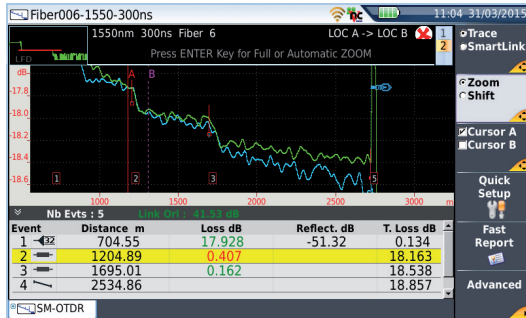 Fiber006-1550-300ns
11:04 31/03/2015
1550nm 300ns Fiber 6 LOC A -> LOC B
1
2
Press ENTER Key for Full or Automatic ZOOM
LFD
dB
A B
17.8
18.0
18.2
18.4
18.6
1 2 3 5
1000 1500 2000 2500 3000 m
Nb Evts : 5 Link Orl : 41.53 dB
Event Distance m Loss dB Reflect. dB T. Loss dB
1 32 704.55 17.928 -51.32 0.134
2 1204.89 0.407 18.163
3 1695.01 0.162 18.538
4 2534.86 18.857
SM-OTDR
Trace
SmartLink
Zoom
Shift
Cursor A
Cursor B
Quick
Setup
Fast
Report
Advanced